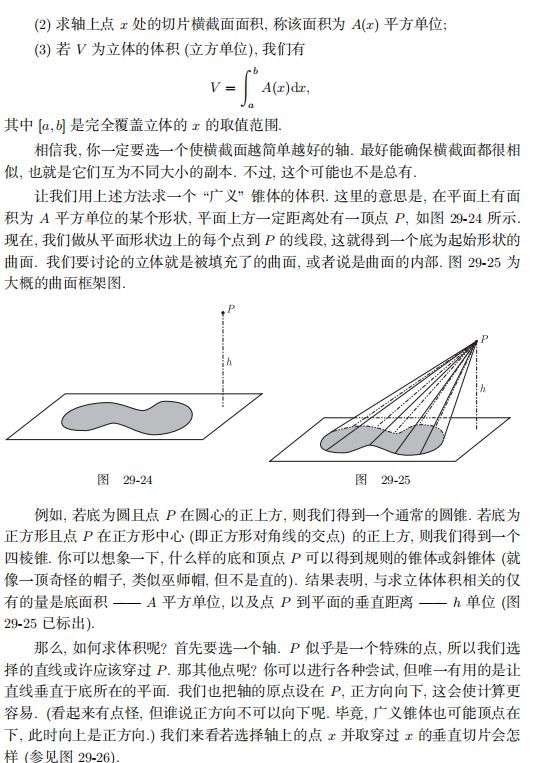 (2) 求轴上点 x 处的切片横截面面积, 称该面积为 A(x) 平方单位;
(3) 若 V 为立体的体积 (立方单位), 我们有
V = ∫_a^b A(x)dx,
其中 [a, b] 是完全覆盖立体的 x 的取值范围.
相信我, 你一定要选一个使横截面越简单越好的轴. 最好能确保横截面都很相
似, 也就是它们互为不同大小的副本. 不过, 这个可能也不是总有.
让我们用上述方法求一个 “广义” 锥体的体积. 这里的意思是, 在平面上有面
积为 A 平方单位的某个形状, 平面上方一定距离处有一顶点 P, 如图 29-24 所示.
现在, 我们做从平面形状边上的每个点到 P 的线段, 这就得到一个底为起始形状的
曲面. 我们要讨论的立体就是被填充了的曲面, 或者说是曲面的内部. 图 29-25 为
大概的曲面框架图.
P
h
P
h
图 29-24
图 29-25
例如, 若底为圆且点 P 在圆心的正上方, 则我们得到一个通常的圆锥. 若底为
正方形且点 P 在正方形中心 (即正方形对角线的交点) 的正上方, 则我们得到一个
四棱锥. 你可以想象一下, 什么样的底和顶点 P 可以得到规则的锥体或斜锥体 (就
像一顶奇怪的帽子, 类似巫师帽, 但不是直的). 结果表明, 与求立体体积相关的仅
有的量是底面积 —— A 平方单位, 以及点 P 到平面的垂直距离 —— h 单位 (图
29-25 已标出).
那么, 如何求体积呢? 首先要选一个轴. P 似乎是一个特殊的点, 所以我们选
择的直线或许应该穿过 P. 那其他点呢? 你可以进行各种尝试, 但唯一有用的是让
直线垂直于底所在的平面. 我们也把轴的原点设在 P, 正方向向下, 这会使计算更
容易. (看起来有点怪, 但谁说正方向不可以向下呢. 毕竟, 广义锥体也可能顶点在
下, 此时向上是正方向.) 我们来看若选择轴上的点 x 并取穿过 x 的垂直切片会怎
样 (参见图 29-26).